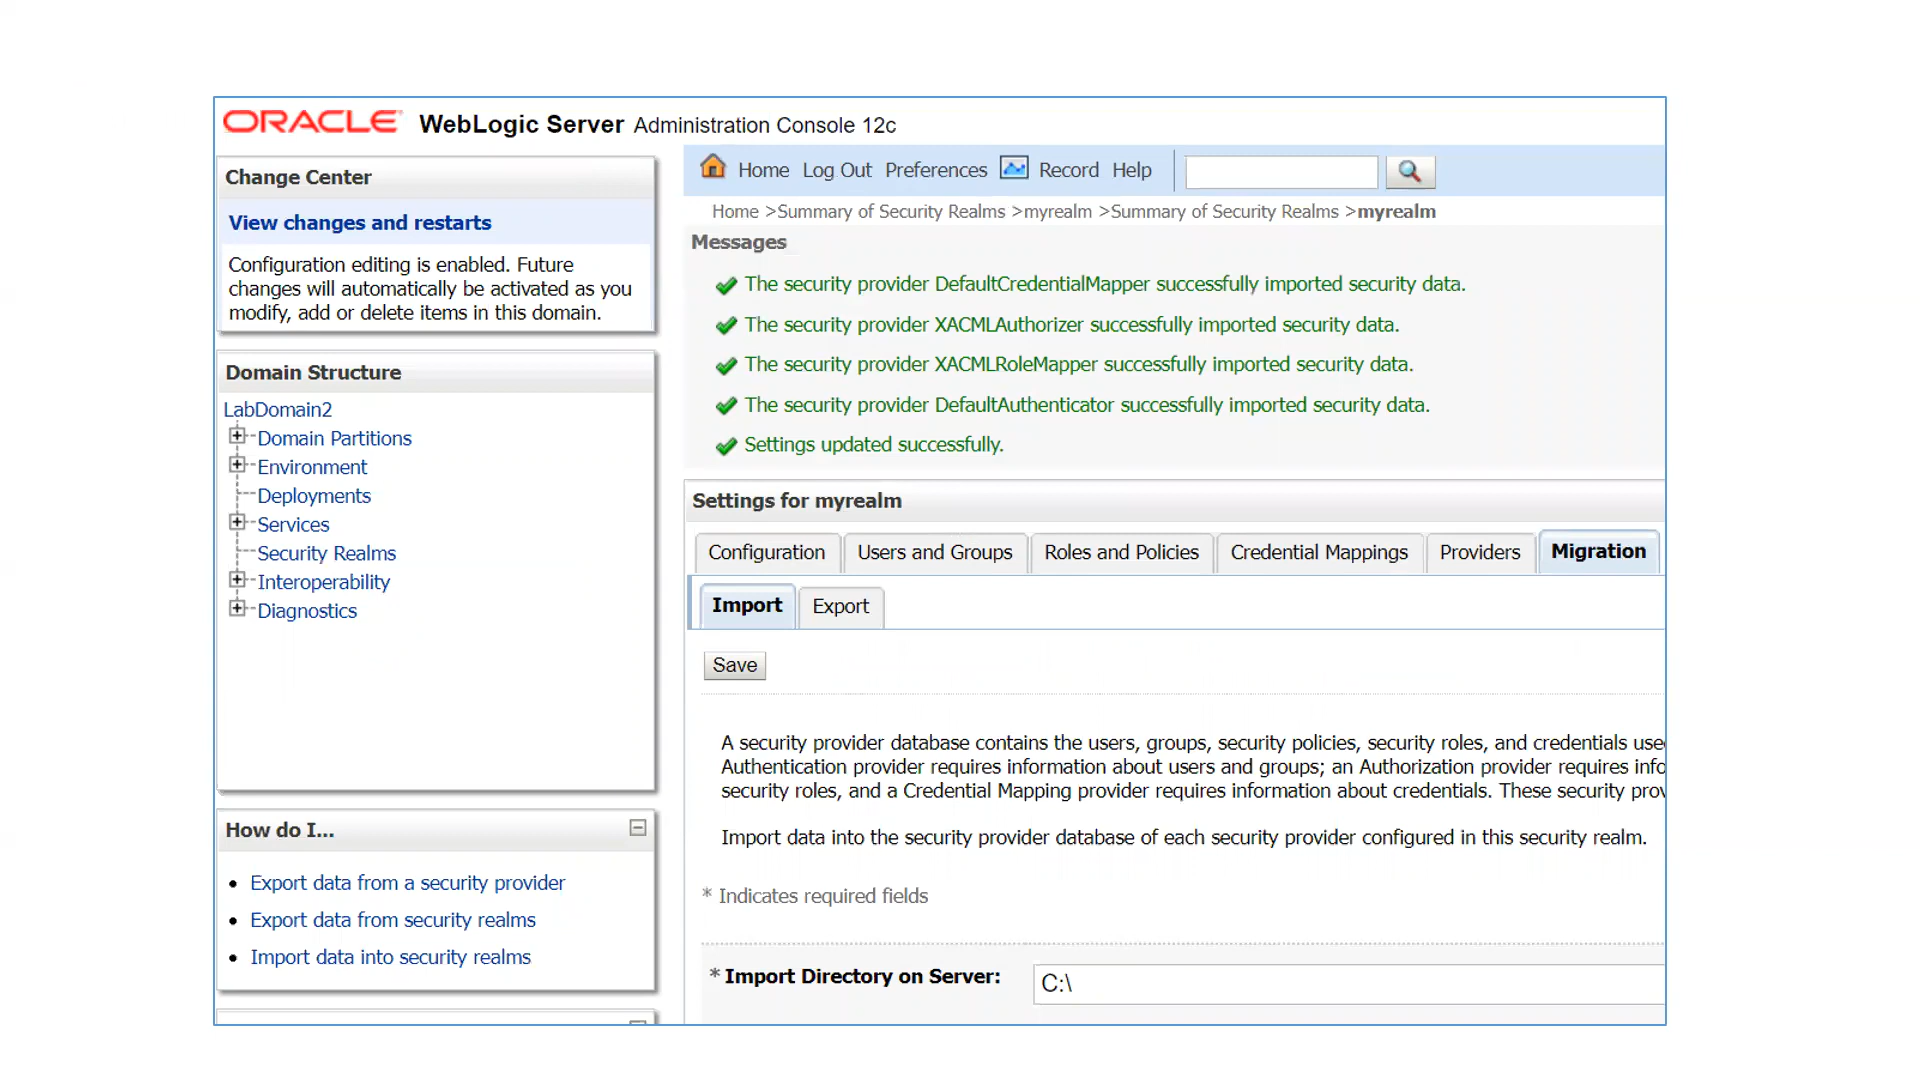 ORACLE WebLogic Server Administration Console 12c
Change Center
View changes and restarts
Configuration editing is enabled. Future
changes will automatically be activated as you
modify, add or delete items in this domain.
Domain Structure
LabDomain2
Domain Partitions
Environment
Deployments
Services
Security Realms
Interoperability
Diagnostics
How do I...
Export data from a security provider
Export data from security realms
Import data into security realms
Home Log Out Preferences Record Help
Home >Summary of Security Realms >myrealm >Summary of Security Realms >myrealm
Messages
The security provider DefaultCredentialMapper successfully imported security data.
The security provider XACMLAuthorizer successfully imported security data.
The security provider XACMLRoleMapper successfully imported security data.
The security provider DefaultAuthenticator successfully imported security data.
Settings updated successfully.
Settings for myrealm
Configuration Users and Groups Roles and Policies Credential Mappings Providers Migration
Import Export
Save
A security provider database contains the users, groups, security policies, security roles, and credentials
Authentication provider requires information about users and groups; an Authorization provider requires
security roles, and a Credential Mapping provider requires information about credentials. These security
Import data into the security provider database of each security provider configured in this security realm.
* Indicates required fields
* Import Directory on Server: C:\